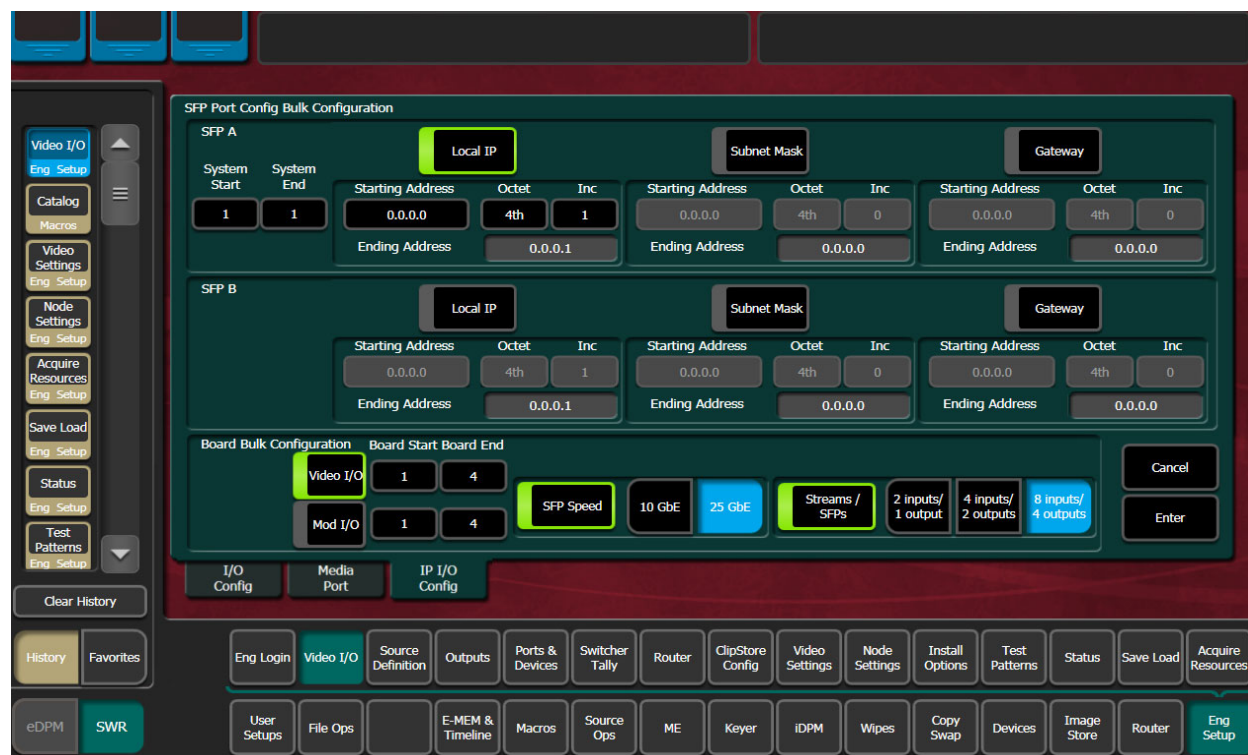 SFP Port Config Bulk Configuration
SFP A
Local IP
Subnet Mask
Gateway
System Start
System End
Starting Address Octet Inc
Starting Address Octet Inc
Starting Address Octet Inc
1 1
0.0.0.0 4th 1
0.0.0.0 4th 0
0.0.0.0 4th 0
Ending Address 0.0.0.1
Ending Address 0.0.0.0
Ending Address 0.0.0.0
SFP B
Local IP
Subnet Mask
Gateway
Starting Address Octet Inc
Starting Address Octet Inc
Starting Address Octet Inc
0.0.0.0 4th 1
0.0.0.0 4th 0
0.0.0.0 4th 0
Ending Address 0.0.0.1
Ending Address 0.0.0.0
Ending Address 0.0.0.0
Board Bulk Configuration Board Start Board End
Video I/O 1 4
Mod I/O 1 4
SFP Speed
10 GbE
25 GbE
Streams /
SFPs
2 inputs/
1 output
4 inputs/
2 outputs
8 inputs/
4 outputs
Cancel
Enter
I/O
Config
Media
Port
IP I/O
Config
Video I/O
Eng Setup
Catalog
Macros
Video
Settings
Eng Setup
Node
Settings
Eng Setup
Acquire
Resources
Eng Setup
Save Load
Eng Setup
Status
Eng Setup
Test
Patterns
Eng Setup
Clear History
History
Favorites
Eng Login
Video I/O
Source
Definition
Outputs
Ports &
Devices
Switcher
Tally
Router
ClipStore
Config
Video
Settings
Node
Settings
Install
Options
Test
Patterns
Status
Save Load
Acquire
Resources
eDPM
SWR
User
Setups
File Ops
E-MEM &
Timeline
Macros
Source
Ops
ME
Keyer
iDPM
Wipes
Copy
Swap
Devices
Image
Store
Router
Eng
Setup